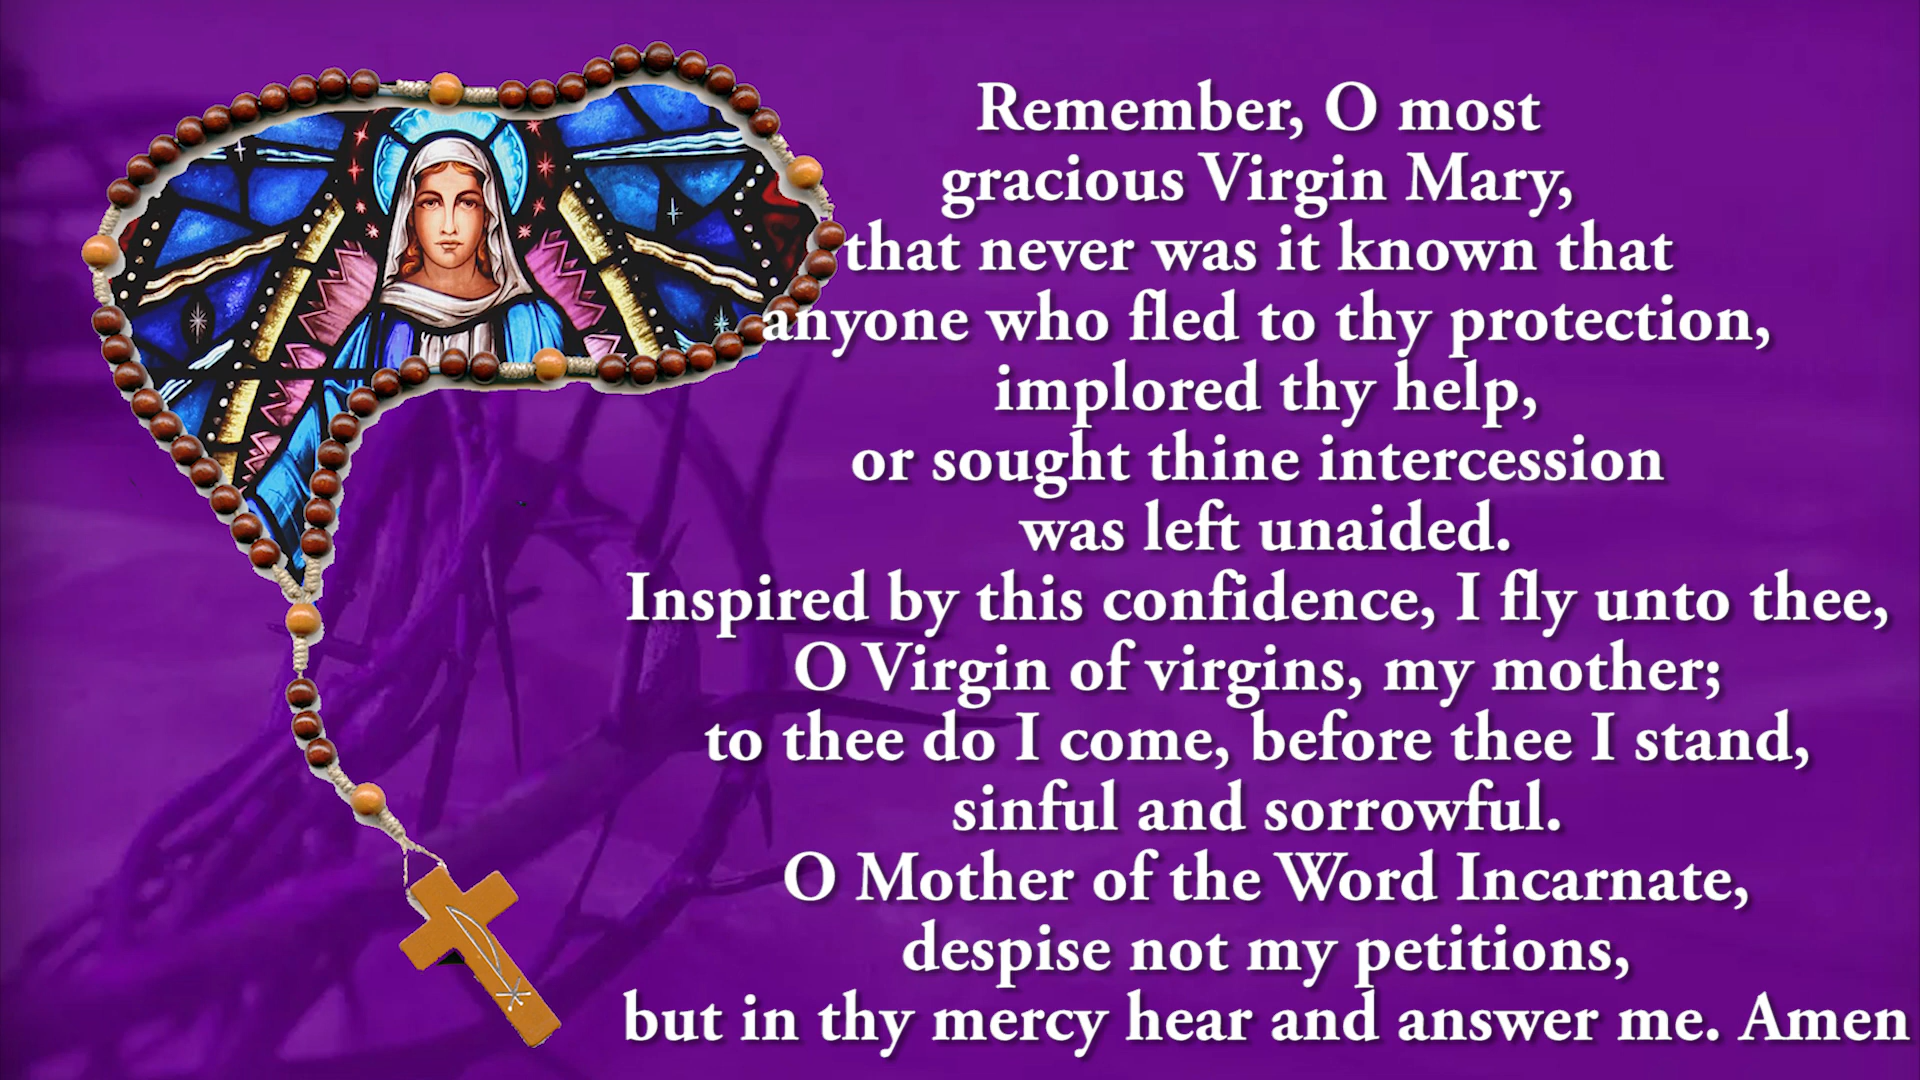 Remember, O most
gracious Virgin Mary,
that never was it known that
anyone who fled to thy protection,
implored thy help,
or sought thine intercession
was left unaided.
Inspired by this confidence, I fly unto thee,
O Virgin of virgins, my mother;
to thee do I come, before thee I stand,
sinful and sorrowful.
O Mother of the Word Incarnate,
despise not my petitions,
but in thy mercy hear and answer me. Amen